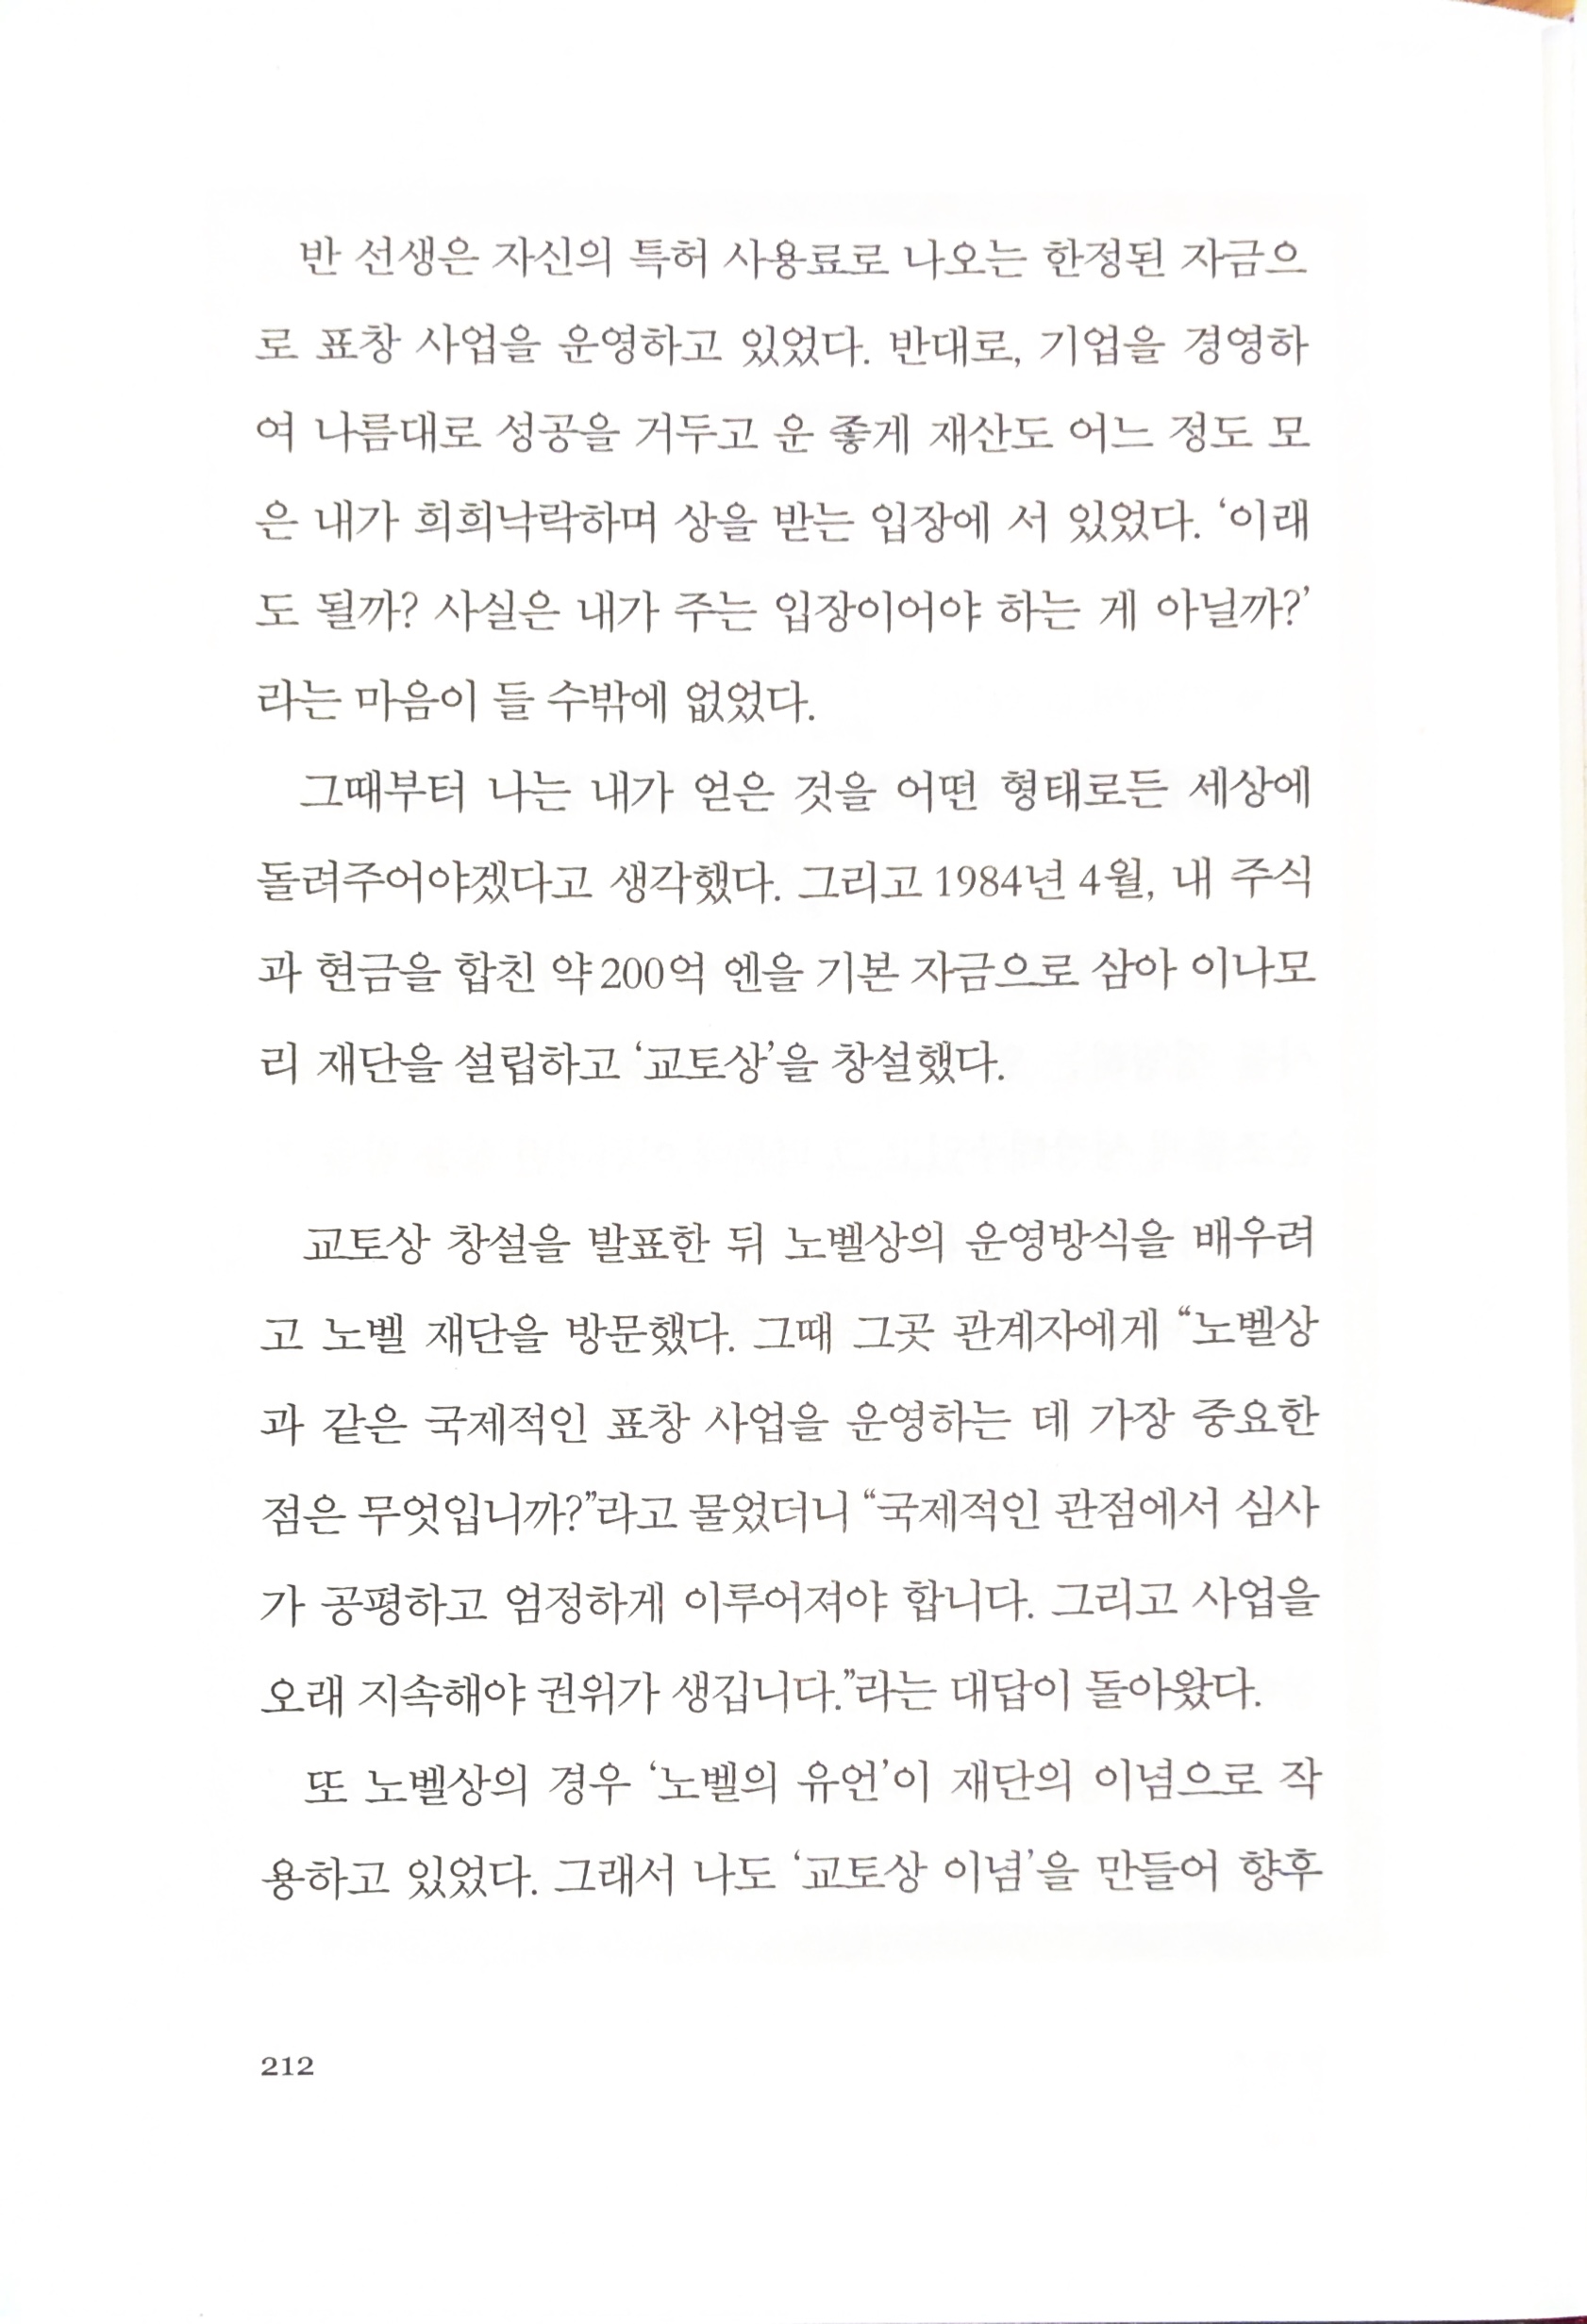 반 선생은 자신의 특허 사용료로 나오는 한정된 자금으
로 표창 사업을 운영하고 있었다. 반대로, 기업을 경영하
여 나름대로 성공을 거두고 운 좋게 재산도 어느 정도 모
은 내가 희희낙락하며 상을 받는 입장에 서 있었다. ‘이래
도 될까? 사실은 내가 주는 입장이어야 하는 게 아닐까?’
라는 마음이 들 수밖에 없었다.
그때부터 나는 내가 얻은 것을 어떤 형태로든 세상에
돌려주어야겠다고 생각했다. 그리고 1984년 4월, 내 주식
과 현금을 합친 약 200억 엔을 기본 자금으로 삼아 이나모
리 재단을 설립하고 ‘교토상’을 창설했다.
교토상 창설을 발표한 뒤 노벨상의 운영방식을 배우려
고 노벨 재단을 방문했다. 그때 그곳 관계자에게 “노벨상
과 같은 국제적인 표창 사업을 운영하는 데 가장 중요한
점은 무엇입니까?”라고 물었더니 “국제적인 관점에서 심사
가 공평하고 엄정하게 이루어져야 합니다. 그리고 사업을
오래 지속해야 권위가 생깁니다.”라는 대답이 돌아왔다.
또 노벨상의 경우 ‘노벨의 유언’이 재단의 이념으로 작
용하고 있었다. 그래서 나도 ‘교토상 이념’을 만들어 향후
212